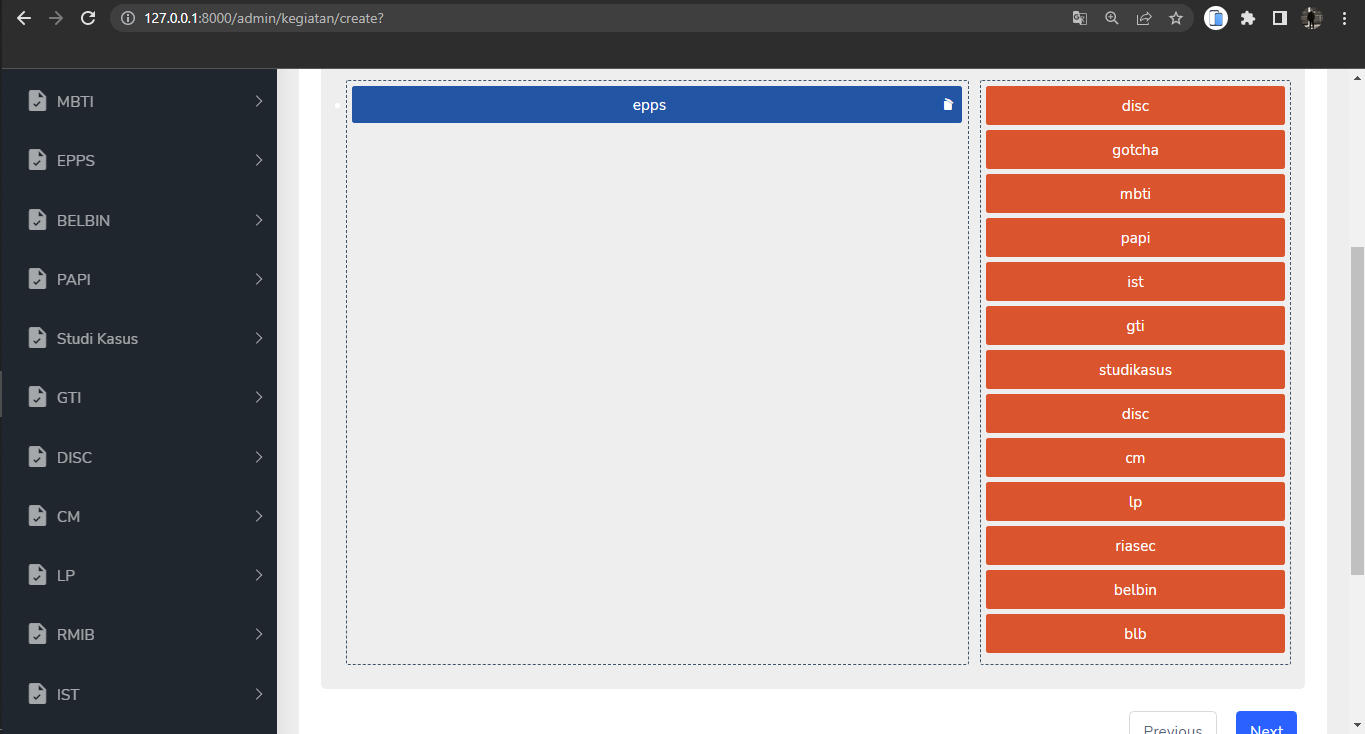 127.0.0.1:8000/admin/kegiatan/create?
MBTI
EPPS
BELBIN
PAPI
Studi Kasus
GTI
DISC
CM
LP
RMIB
IST
epps
disc
gotcha
mbti
papi
ist
gti
studikasus
disc
cm
lp
riasec
belbin
blb
Previous
Next